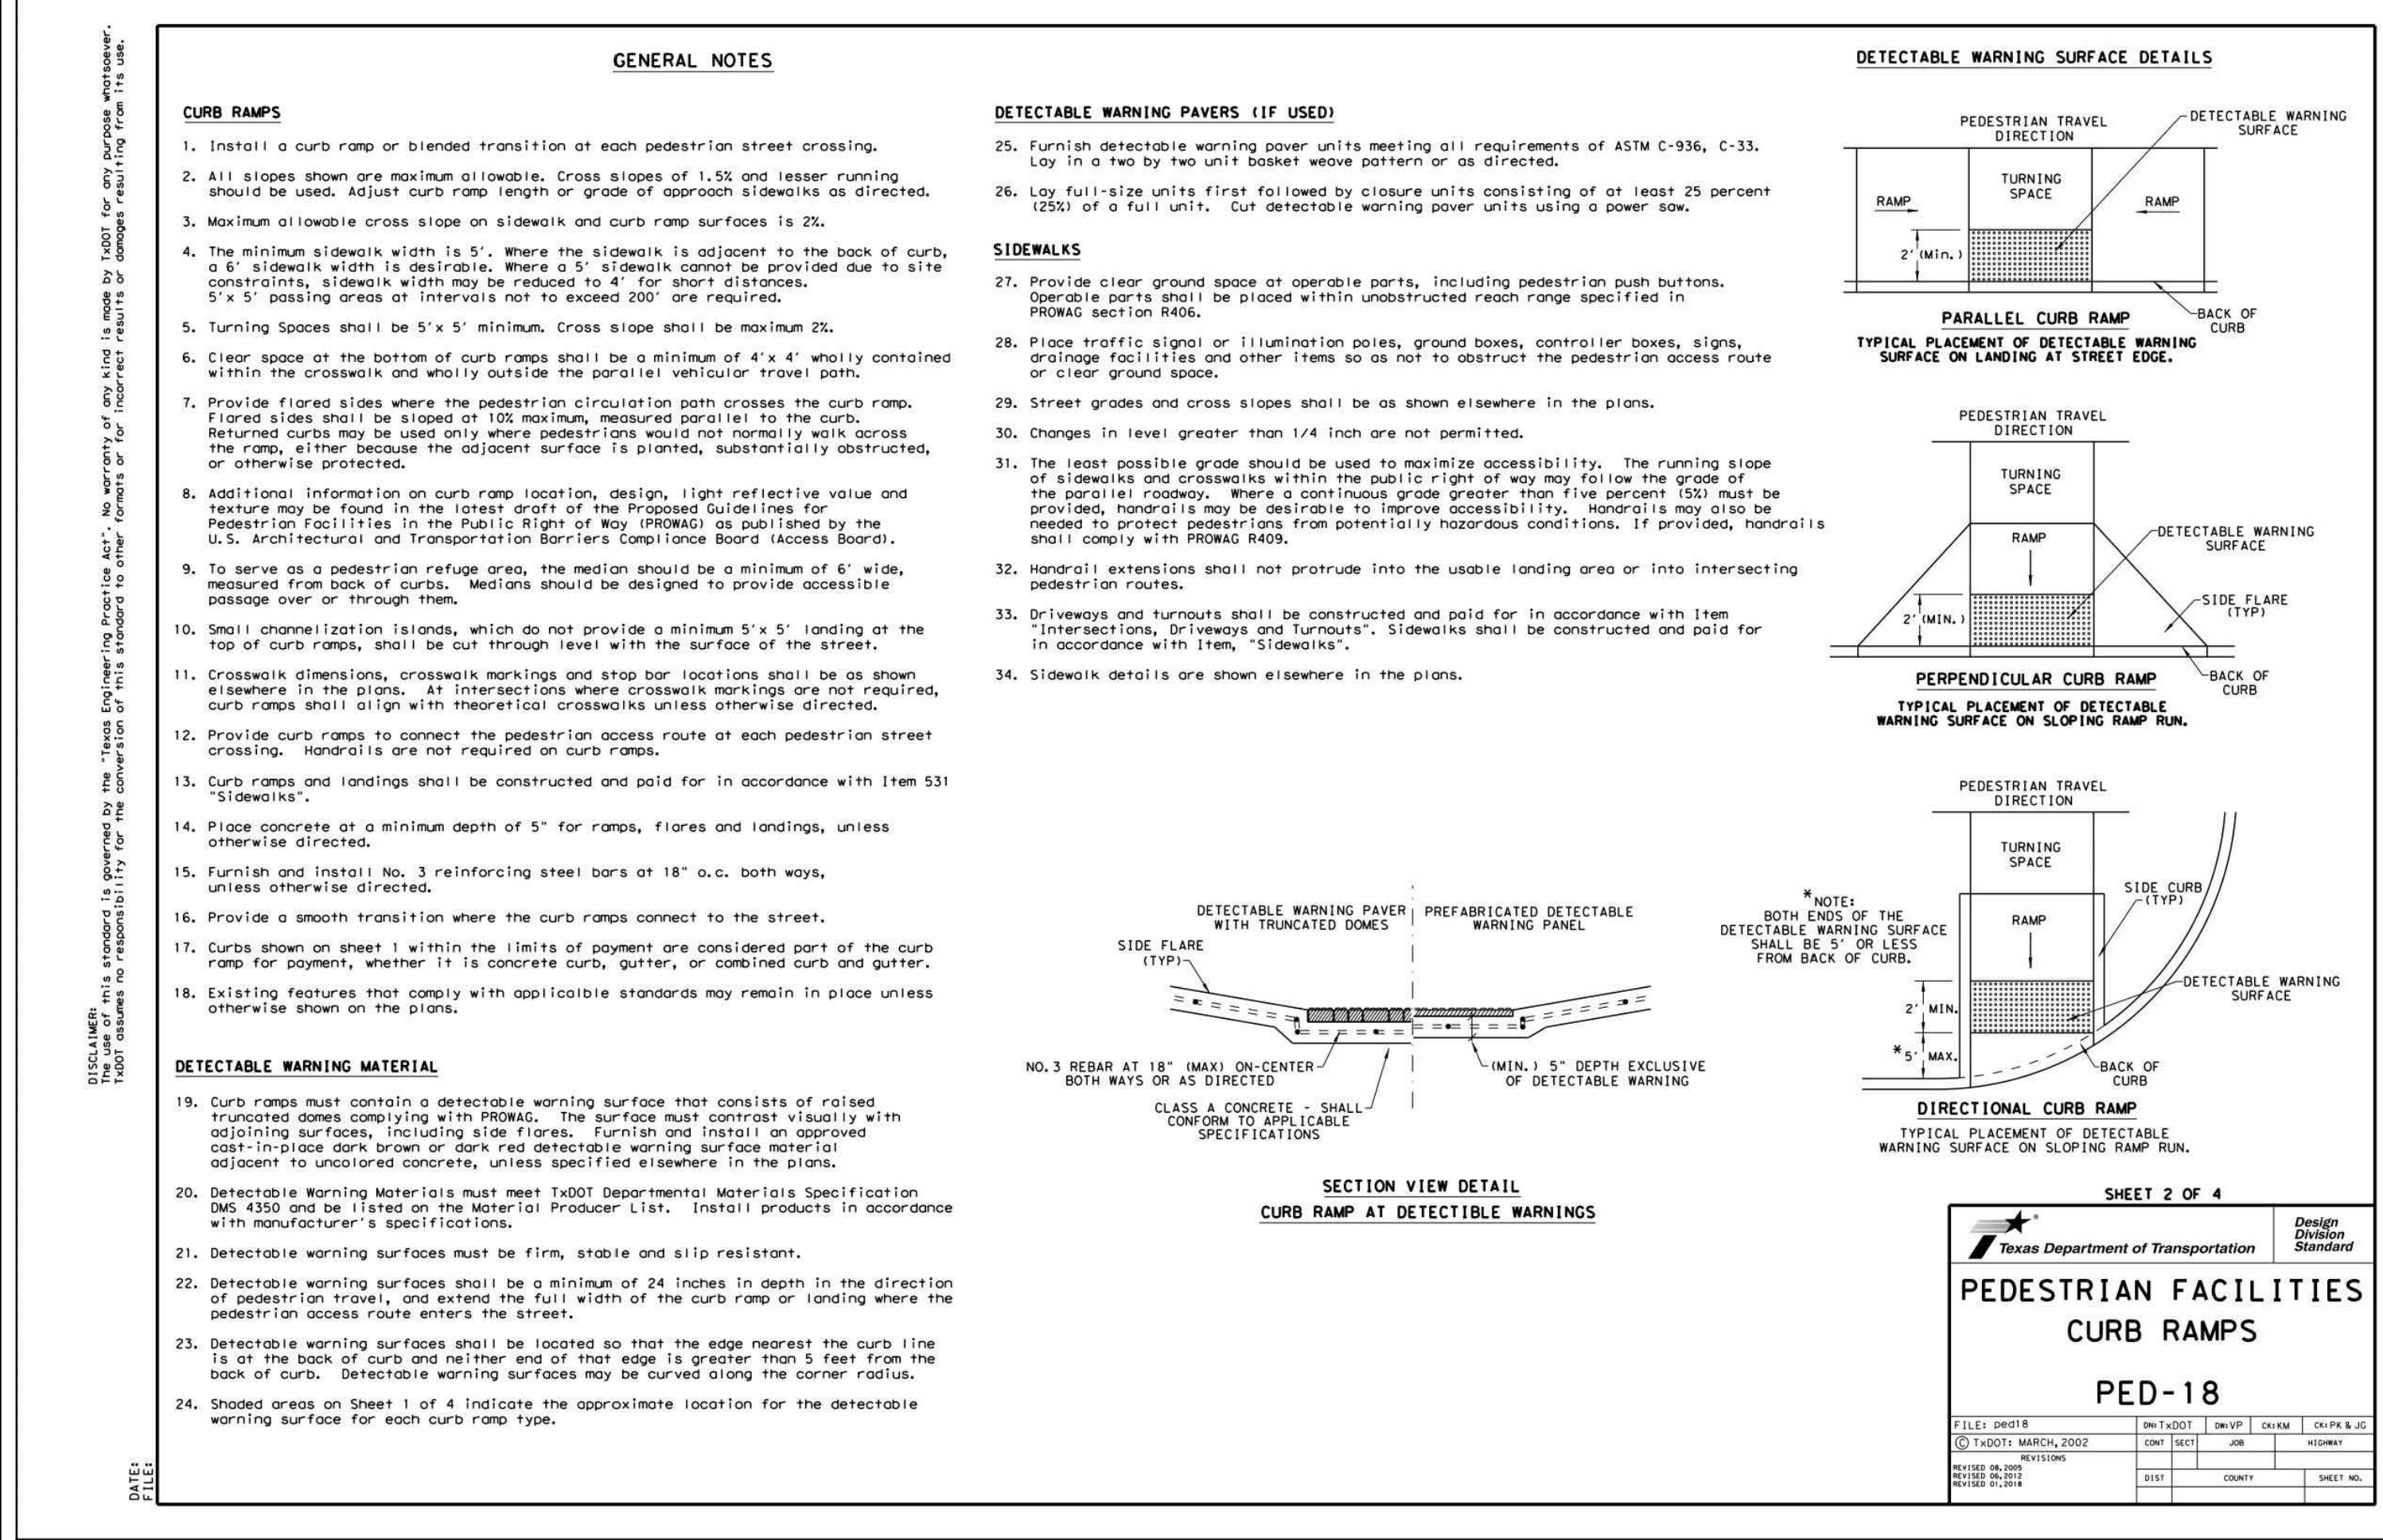 DISCLAIMER:
The use of this standard is governed by the "Texas Engineering Practice Act". No warranty of any kind is made by TxDOT for any purpose whatsoever.
TxDOT assumes no responsibility for the conversion of this standard to other formats or for incorrect results or damages resulting from its use.
DATE:
FILE:
GENERAL NOTES
CURB RAMPS
1. Install a curb ramp or blended transition at each pedestrian street crossing.
2. All slopes shown are maximum allowable. Cross slopes of 1.5% and lesser running
should be used. Adjust curb ramp length or grade of approach sidewalks as directed.
3. Maximum allowable cross slope on sidewalk and curb ramp surfaces is 2%.
4. The minimum sidewalk width is 5'. Where the sidewalk is adjacent to the back of curb,
a 6' sidewalk width is desirable. Where a 5' sidewalk cannot be provided due to site
constraints, sidewalk width may be reduced to 4' for short distances.
5'x 5' passing areas at intervals not to exceed 200' are required.
5. Turning Spaces shall be 5'x 5' minimum. Cross slope shall be maximum 2%.
6. Clear space at the bottom of curb ramps shall be a minimum of 4'x 4' wholly contained
within the crosswalk and wholly outside the parallel vehicular travel path.
7. Provide flared sides where the pedestrian circulation path crosses the curb ramp.
Flared sides shall be sloped at 10% maximum, measured parallel to the curb.
Returned curbs may be used only where pedestrians would not normally walk across
the ramp, either because the adjacent surface is planted, substantially obstructed,
or otherwise protected.
8. Additional information on curb ramp location, design, light reflective value and
texture may be found in the latest draft of the Proposed Guidelines for
Pedestrian Facilities in the Public Right of Way (PROWAG) as published by the
U.S. Architectural and Transportation Barriers Compliance Board (Access Board).
9. To serve as a pedestrian refuge area, the median should be a minimum of 6' wide,
measured from back of curbs. Medians should be designed to provide accessible
passage over or through them.
10. Small channelization islands, which do not provide a minimum 5'x 5' landing at the
top of curb ramps, shall be cut through level with the surface of the street.
11. Crosswalk dimensions, crosswalk markings and stop bar locations shall be as shown
elsewhere in the plans. At intersections where crosswalk markings are not required,
curb ramps shall align with theoretical crosswalks unless otherwise directed.
12. Provide curb ramps to connect the pedestrian access route at each pedestrian street
crossing. Handrails are not required on curb ramps.
13. Curb ramps and landings shall be constructed and paid for in accordance with Item 531
"Sidewalks".
14. Place concrete at a minimum depth of 5" for ramps, flares and landings, unless
otherwise directed.
15. Furnish and install No. 3 reinforcing steel bars at 18" o.c. both ways,
unless otherwise directed.
16. Provide a smooth transition where the curb ramps connect to the street.
17. Curbs shown on sheet 1 within the limits of payment are considered part of the curb
ramp for payment, whether it is concrete curb, gutter, or combined curb and gutter.
18. Existing features that comply with applicalble standards may remain in place unless
otherwise shown on the plans.
DETECTABLE WARNING MATERIAL
19. Curb ramps must contain a detectable warning surface that consists of raised
truncated domes complying with PROWAG. The surface must contrast visually with
adjoining surfaces, including side flares. Furnish and install an approved
cast-in-place dark brown or dark red detectable warning surface material
adjacent to uncolored concrete, unless specified elsewhere in the plans.
20. Detectable Warning Materials must meet TxDOT Departmental Materials Specification
DMS 4350 and be listed on the Material Producer List. Install products in accordance
with manufacturer's specifications.
21. Detectable warning surfaces must be firm, stable and slip resistant.
22. Detectable warning surfaces shall be a minimum of 24 inches in depth in the direction
of pedestrian travel, and extend the full width of the curb ramp or landing where the
pedestrian access route enters the street.
23. Detectable warning surfaces shall be located so that the edge nearest the curb line
is at the back of curb and neither end of that edge is greater than 5 feet from the
back of curb. Detectable warning surfaces may be curved along the corner radius.
24. Shaded areas on Sheet 1 of 4 indicate the approximate location for the detectable
warning surface for each curb ramp type.
DETECTABLE WARNING PAVERS (IF USED)
25. Furnish detectable warning paver units meeting all requirements of ASTM C-936, C-33.
Lay in a two by two unit basket weave pattern or as directed.
26. Lay full-size units first followed by closure units consisting of at least 25 percent
(25%) of a full unit. Cut detectable warning paver units using a power saw.
SIDEWALKS
27. Provide clear ground space at operable parts, including pedestrian push buttons.
Operable parts shall be placed within unobstructed reach range specified in
PROWAG section R406.
28. Place traffic signal or illumination poles, ground boxes, controller boxes, signs,
drainage facilities and other items so as not to obstruct the pedestrian access route
or clear ground space.
29. Street grades and cross slopes shall be as shown elsewhere in the plans.
30. Changes in level greater than 1/4 inch are not permitted.
31. The least possible grade should be used to maximize accessibility. The running slope
of sidewalks and crosswalks within the public right of way may follow the grade of
the parallel roadway. Where a continuous grade greater than five percent (5%) must be
provided, handrails may be desirable to improve accessibility. Handrails may also be
needed to protect pedestrians from potentially hazardous conditions. If provided, handrails
shall comply with PROWAG R409.
32. Handrail extensions shall not protrude into the usable landing area or into intersecting
pedestrian routes.
33. Driveways and turnouts shall be constructed and paid for in accordance with Item
"Intersections, Driveways and Turnouts". Sidewalks shall be constructed and paid for
in accordance with Item, "Sidewalks".
34. Sidewalk details are shown elsewhere in the plans.
DETECTABLE WARNING PAVER
WITH TRUNCATED DOMES
PREFABRICATED DETECTABLE
WARNING PANEL
SIDE FLARE
(TYP)
NO.3 REBAR AT 18" (MAX) ON-CENTER
BOTH WAYS OR AS DIRECTED
(MIN.) 5" DEPTH EXCLUSIVE
OF DETECTABLE WARNING
CLASS A CONCRETE - SHALL
CONFORM TO APPLICABLE
SPECIFICATIONS
SECTION VIEW DETAIL
CURB RAMP AT DETECTIBLE WARNINGS
DETECTABLE WARNING SURFACE DETAILS
PEDESTRIAN TRAVEL
DIRECTION
DETECTABLE WARNING
SURFACE
TURNING
SPACE
RAMP
RAMP
2' (Min.)
BACK OF
CURB
PARALLEL CURB RAMP
TYPICAL PLACEMENT OF DETECTABLE WARNING
SURFACE ON LANDING AT STREET EDGE.
PEDESTRIAN TRAVEL
DIRECTION
TURNING
SPACE
RAMP
DETECTABLE WARNING
SURFACE
2' (MIN.)
SIDE FLARE
(TYP)
BACK OF
CURB
PERPENDICULAR CURB RAMP
TYPICAL PLACEMENT OF DETECTABLE
WARNING SURFACE ON SLOPING RAMP RUN.
PEDESTRIAN TRAVEL
DIRECTION
TURNING
SPACE
SIDE CURB
(TYP)
*NOTE:
BOTH ENDS OF THE
DETECTABLE WARNING SURFACE
SHALL BE 5' OR LESS
FROM BACK OF CURB.
RAMP
DETECTABLE WARNING
SURFACE
2' MIN.
*5' MAX.
BACK OF
CURB
DIRECTIONAL CURB RAMP
TYPICAL PLACEMENT OF DETECTABLE
WARNING SURFACE ON SLOPING RAMP RUN.
SHEET 2 OF 4
Texas Department of Transportation
Design
Division
Standard
PEDESTRIAN FACILITIES
CURB RAMPS
PED-18
FILE: ped18
DN: TxDOT
DW: VP
CK: KM
CK: PK & JG
© TxDOT: MARCH, 2002
CONT
SECT
JOB
HIGHWAY
REVISIONS
REVISED 08,2005
REVISED 06,2012
REVISED 01,2018
DIST
COUNTY
SHEET NO.